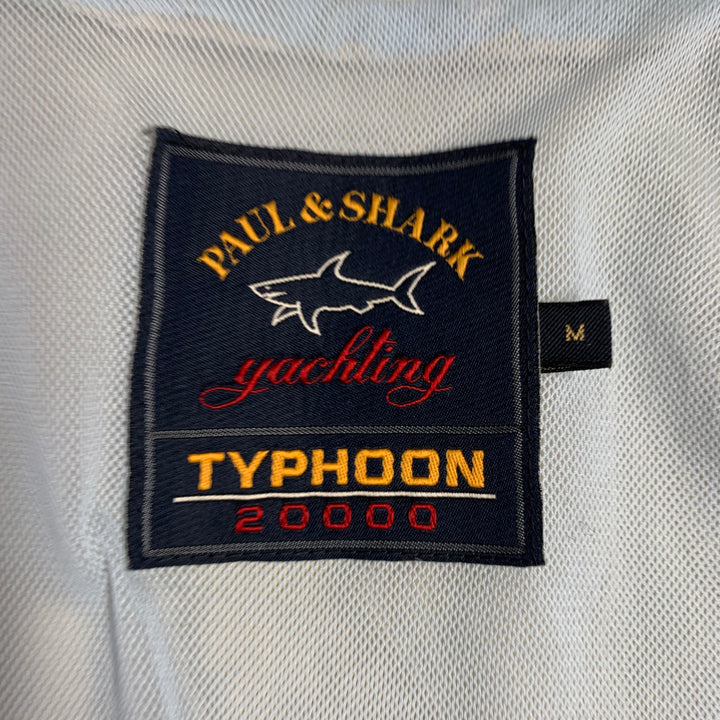 PAUL & SHARK
yachting
M
TYPHOON
20000